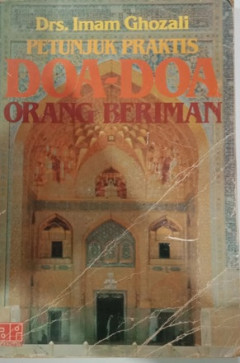 Drs. Imam Ghozali
PETUNJUK PRAKTIS
DOA-DOA
ORANG BERIMAN